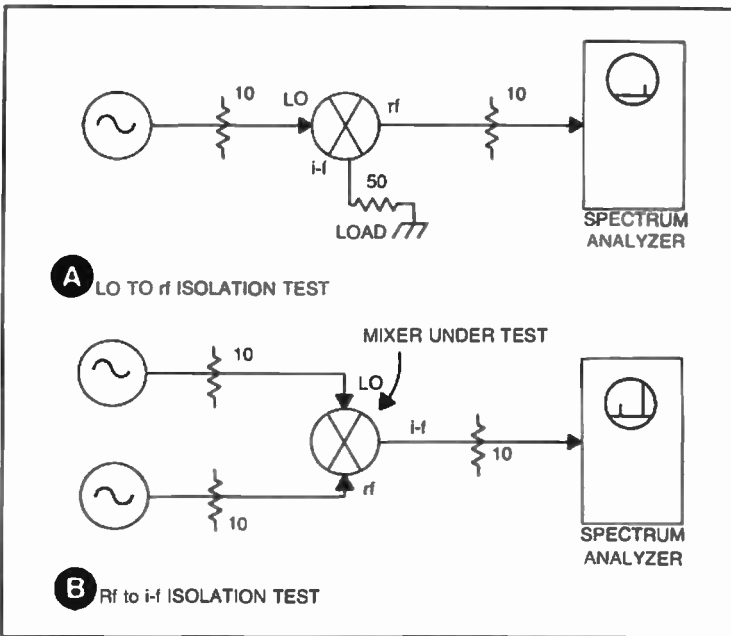 10
LO
rf
10
i-f
50
LOAD
SPECTRUM
ANALYZER
A LO TO rf ISOLATION TEST
MIXER UNDER TEST
10
LO
i-f
10
rf
10
SPECTRUM
ANALYZER
B Rf to i-f ISOLATION TEST